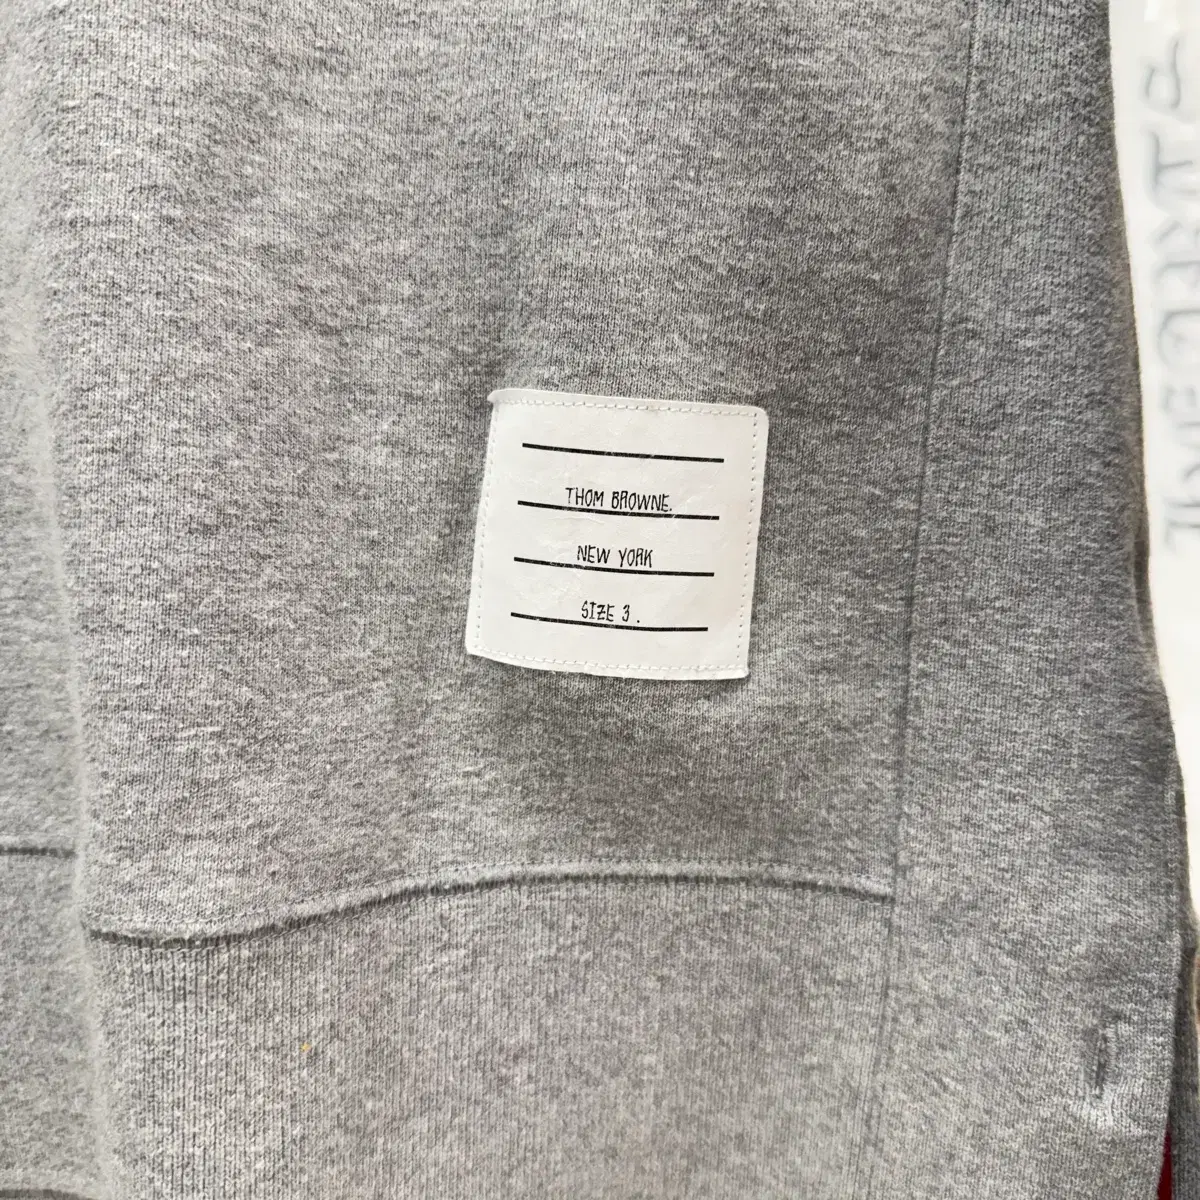 THOM BROWNE.
NEW YORK
SIZE 3 .